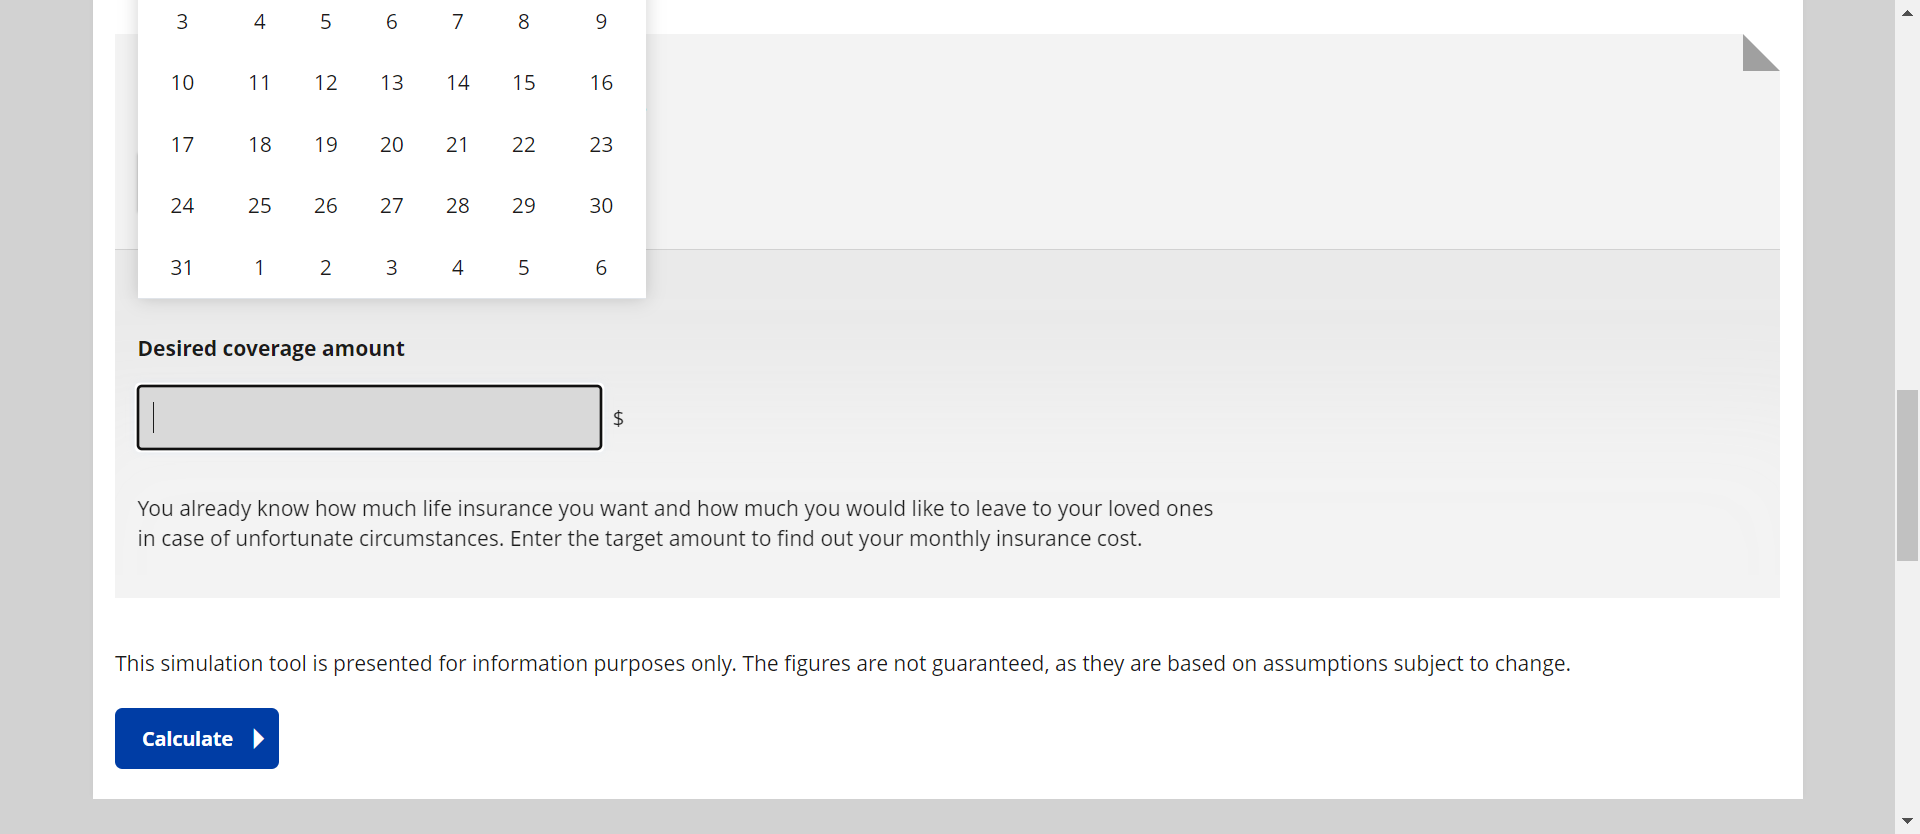 3 4 5 6 7 8 9
10 11 12 13 14 15 16
17 18 19 20 21 22 23
24 25 26 27 28 29 30
31 1 2 3 4 5 6
Desired coverage amount
$
You already know how much life insurance you want and how much you would like to leave to your loved ones
in case of unfortunate circumstances. Enter the target amount to find out your monthly insurance cost.
This simulation tool is presented for information purposes only. The figures are not guaranteed, as they are based on assumptions subject to change.
Calculate